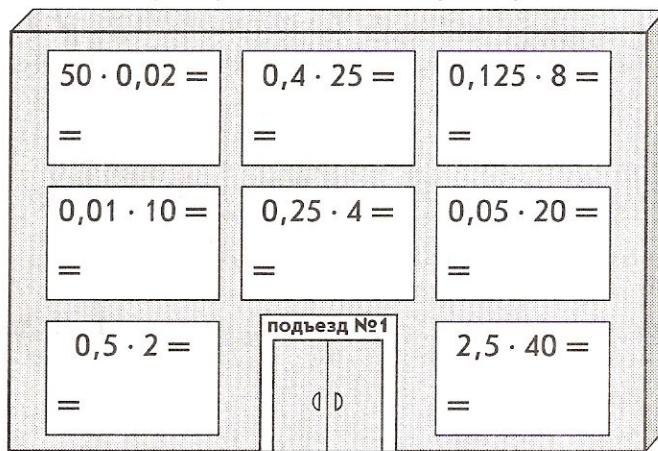 50 · 0,02 =
=
0,4 · 25 =
=
0,125 · 8 =
=
0,01 · 10 =
=
0,25 · 4 =
=
0,05 · 20 =
=
0,5 · 2 =
=
подъезд №1
2,5 · 40 =
=